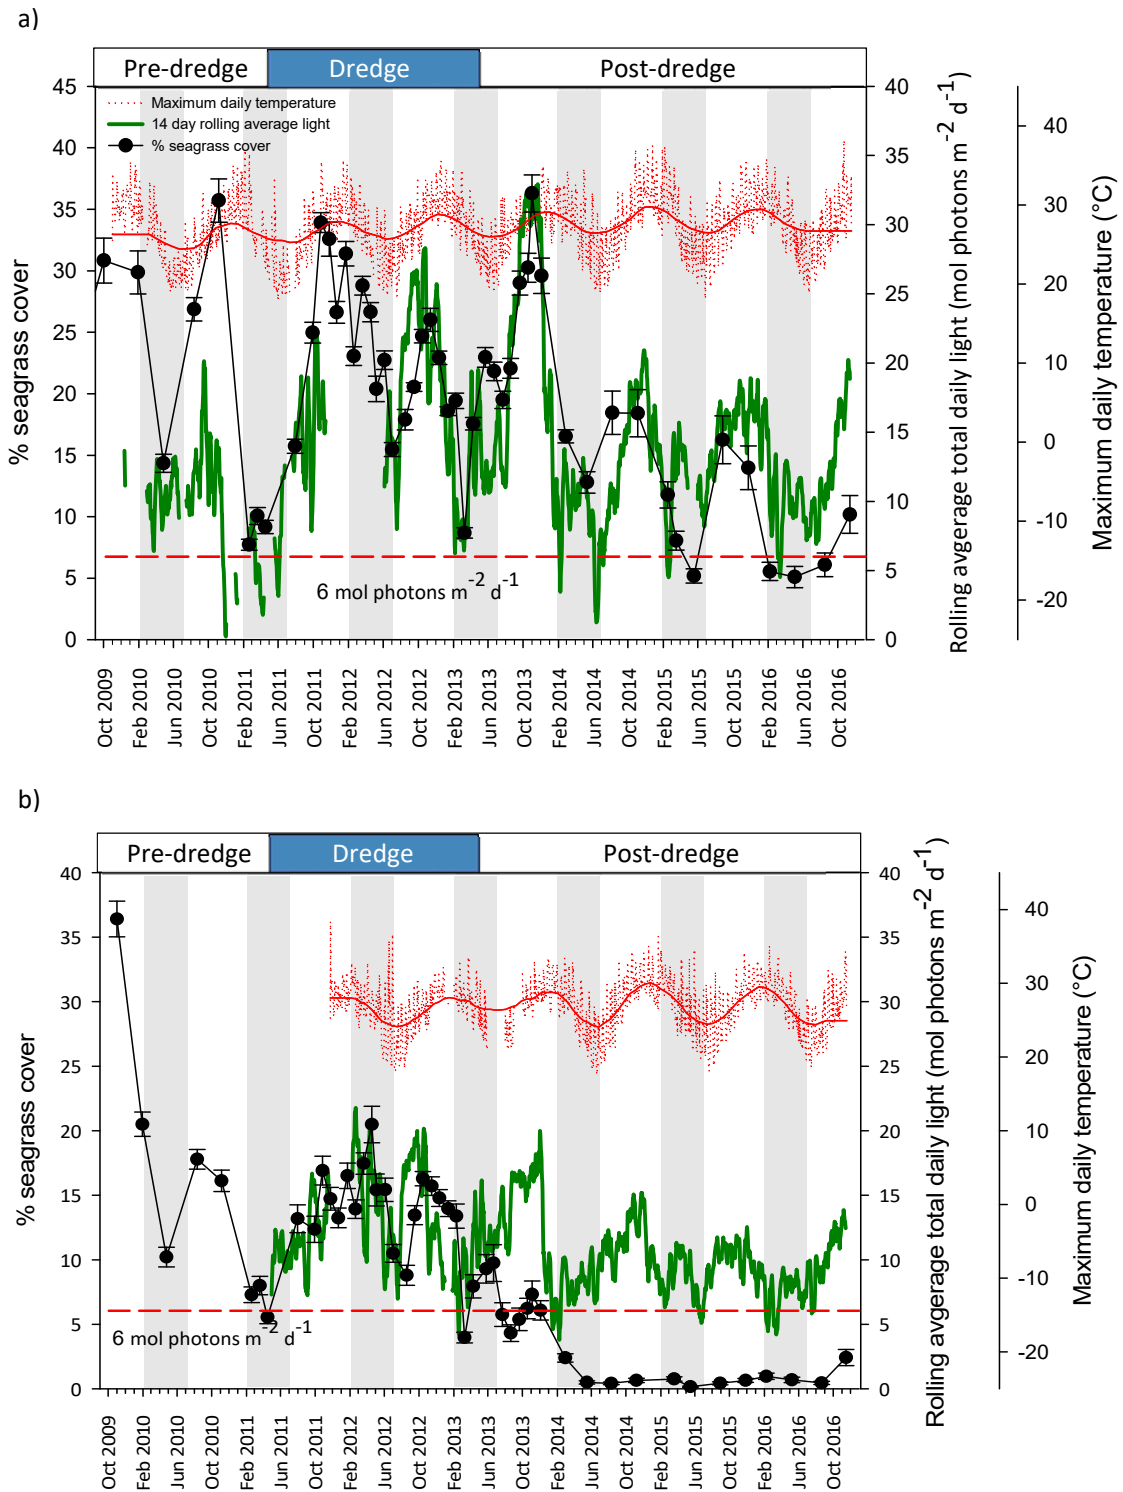 a)
Pre-dredge Dredge Post-dredge
% seagrass cover
45
40
35
30
25
20
15
10
5
0
Maximum daily temperature
14 day rolling average light
% seagrass cover
6 mol photons m⁻² d⁻¹
40
35
30
25
20
15
10
5
0
Rolling avgerage total daily light (mol photons m⁻² d⁻¹
40
30
20
10
0
-10
-20
Maximum daily temperature (°C)
Oct 2009
Feb 2010
Jun 2010
Oct 2010
Feb 2011
Jun 2011
Oct 2011
Feb 2012
Jun 2012
Oct 2012
Feb 2013
Jun 2013
Oct 2013
Feb 2014
Jun 2014
Oct 2014
Feb 2015
Jun 2015
Oct 2015
Feb 2016
Jun 2016
Oct 2016
b)
Pre-dredge Dredge Post-dredge
% seagrass cover
40
35
30
25
20
15
10
5
0
6 mol photons m⁻² d⁻¹
40
35
30
25
20
15
10
5
0
Rolling avgerage total daily light (mol photons m⁻² d⁻¹)
40
30
20
10
0
-10
-20
Maximum daily temperature (°C)
Oct 2009
Feb 2010
Jun 2010
Oct 2010
Feb 2011
Jun 2011
Oct 2011
Feb 2012
Jun 2012
Oct 2012
Feb 2013
Jun 2013
Oct 2013
Feb 2014
Jun 2014
Oct 2014
Feb 2015
Jun 2015
Oct 2015
Feb 2016
Jun 2016
Oct 2016